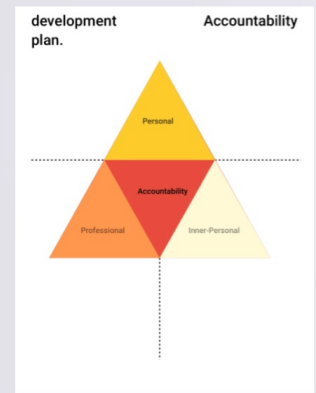 development
plan.
Accountability
Personal
Accountability
Professional
Inner-Personal